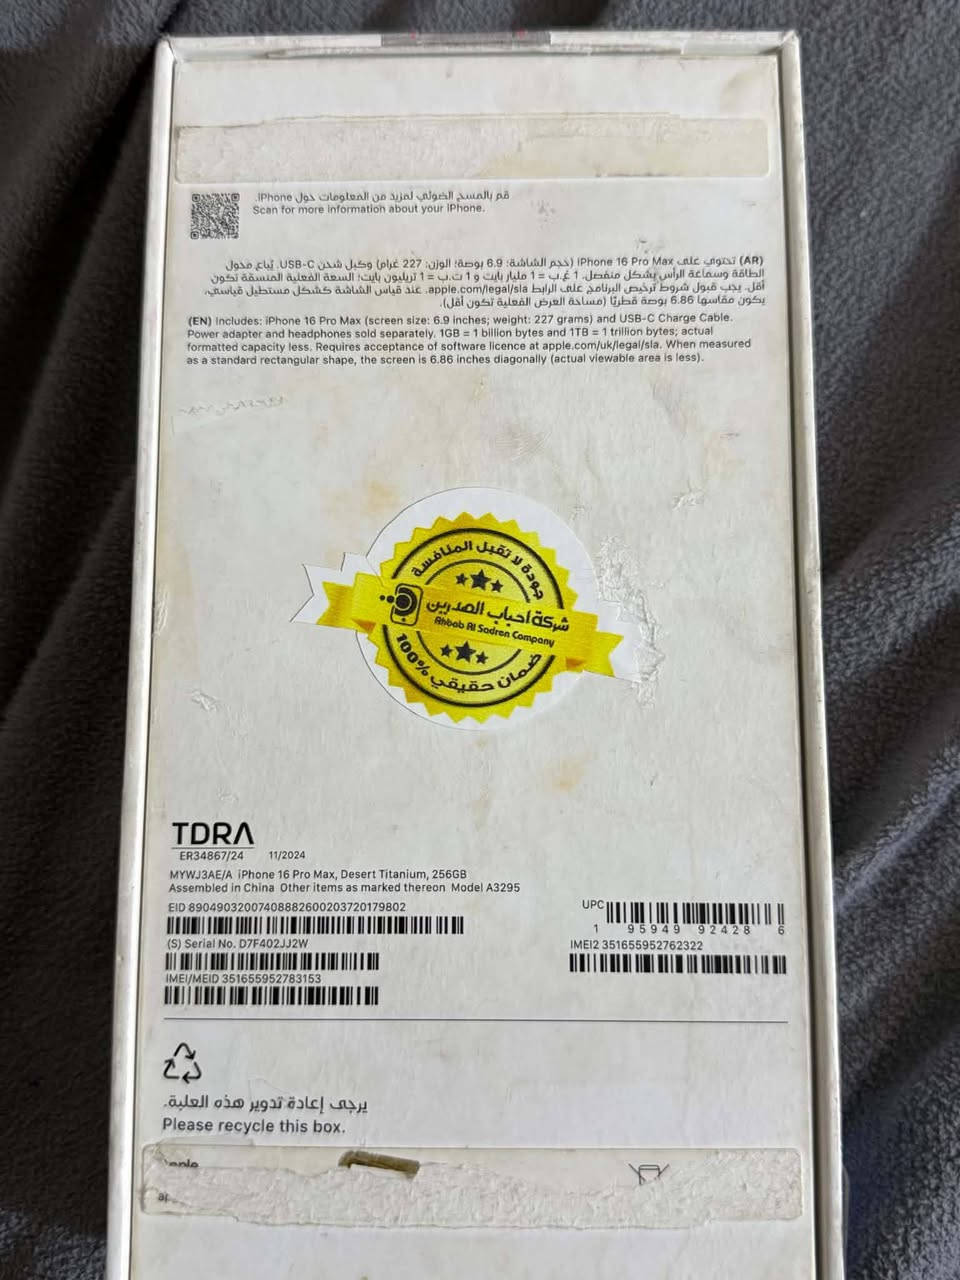 قم بالمسح الضوئي لمزيد من المعلومات حول iPhone.
Scan for more information about your iPhone.
(AR) تحتوي على iPhone 16 Pro Max (حجم الشاشة: 6.9 بوصة؛ الوزن: 227 غرام) وكبل شحن USB-C. يُباع محول
الطاقة وسماعة الرأس بشكل منفصل. 1 غ.ب = 1 مليار بايت و 1 ت.ب = 1 تريليون بايت؛ السعة الفعلية المنسقة تكون
أقل. يجب قبول شروط ترخيص البرنامج على الرابط apple.com/legal/sla. عند قياس الشاشة كشكل مستطيل قياسي،
يكون مقاسها 6.86 بوصة قطريًا (مساحة العرض الفعلية تكون أقل).
(EN) Includes: iPhone 16 Pro Max (screen size: 6.9 inches; weight: 227 grams) and USB-C Charge Cable.
Power adapter and headphones sold separately. 1GB = 1 billion bytes and 1TB = 1 trillion bytes; actual
formatted capacity less. Requires acceptance of software licence at apple.com/uk/legal/sla. When measured
as a standard rectangular shape, the screen is 6.86 inches diagonally (actual viewable area is less).
جودة لا تقبل المنافسة
شركة احباب الصدرين
Ahbab Al Sadren Company
ضمان حقيقي 100%
TDRA
ER34867/24 11/2024
MYWJ3AE/A iPhone 16 Pro Max, Desert Titanium, 256GB
Assembled in China Other items as marked thereon Model A3295
EID 89049032007408882600203720179802
(S) Serial No. D7F402JJ2W
IMEI/MEID 351655952783153
UPC
1 95949 92428 6
IMEI2 351655952762322
يرجى إعادة تدوير هذه العلبة.
Please recycle this box.